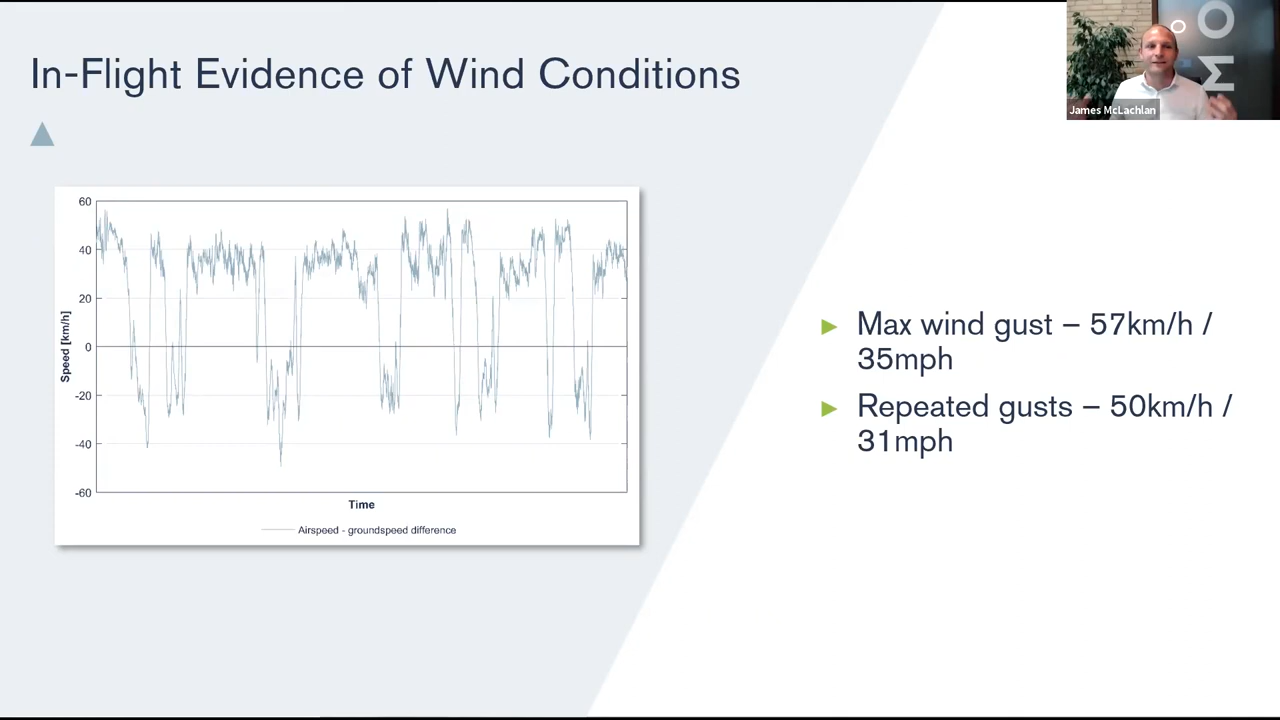 In-Flight Evidence of Wind Conditions
MO
James McLachlan
60
40
20
0
-20
-40
-60
Speed [km/h]
Time
Airspeed - groundspeed difference
Max wind gust – 57km/h /
35mph
Repeated gusts – 50km/h /
31mph